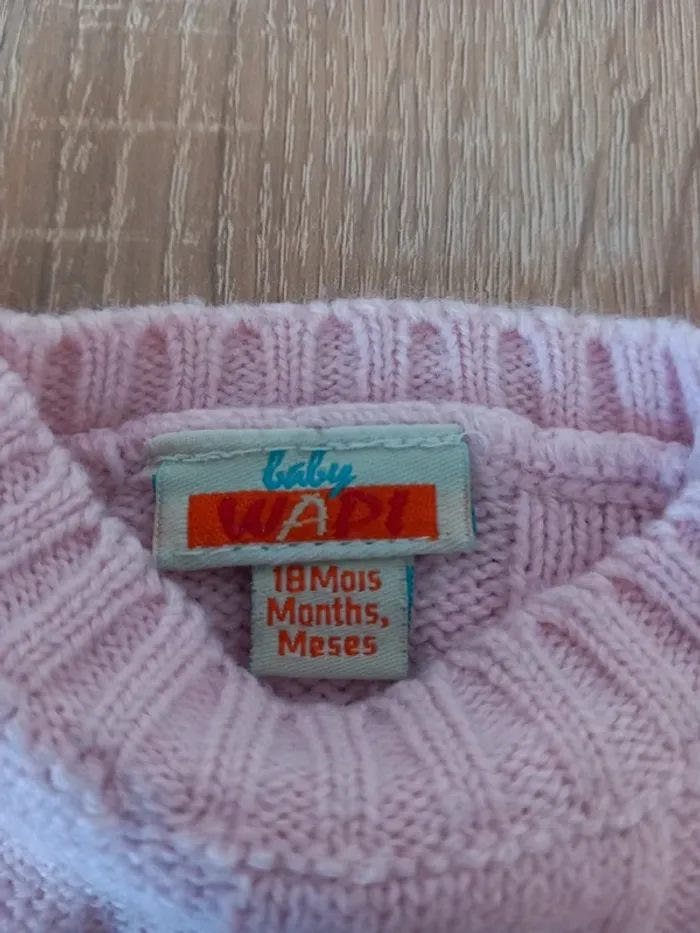 baby
WAPI
18 Mois
Months,
Meses